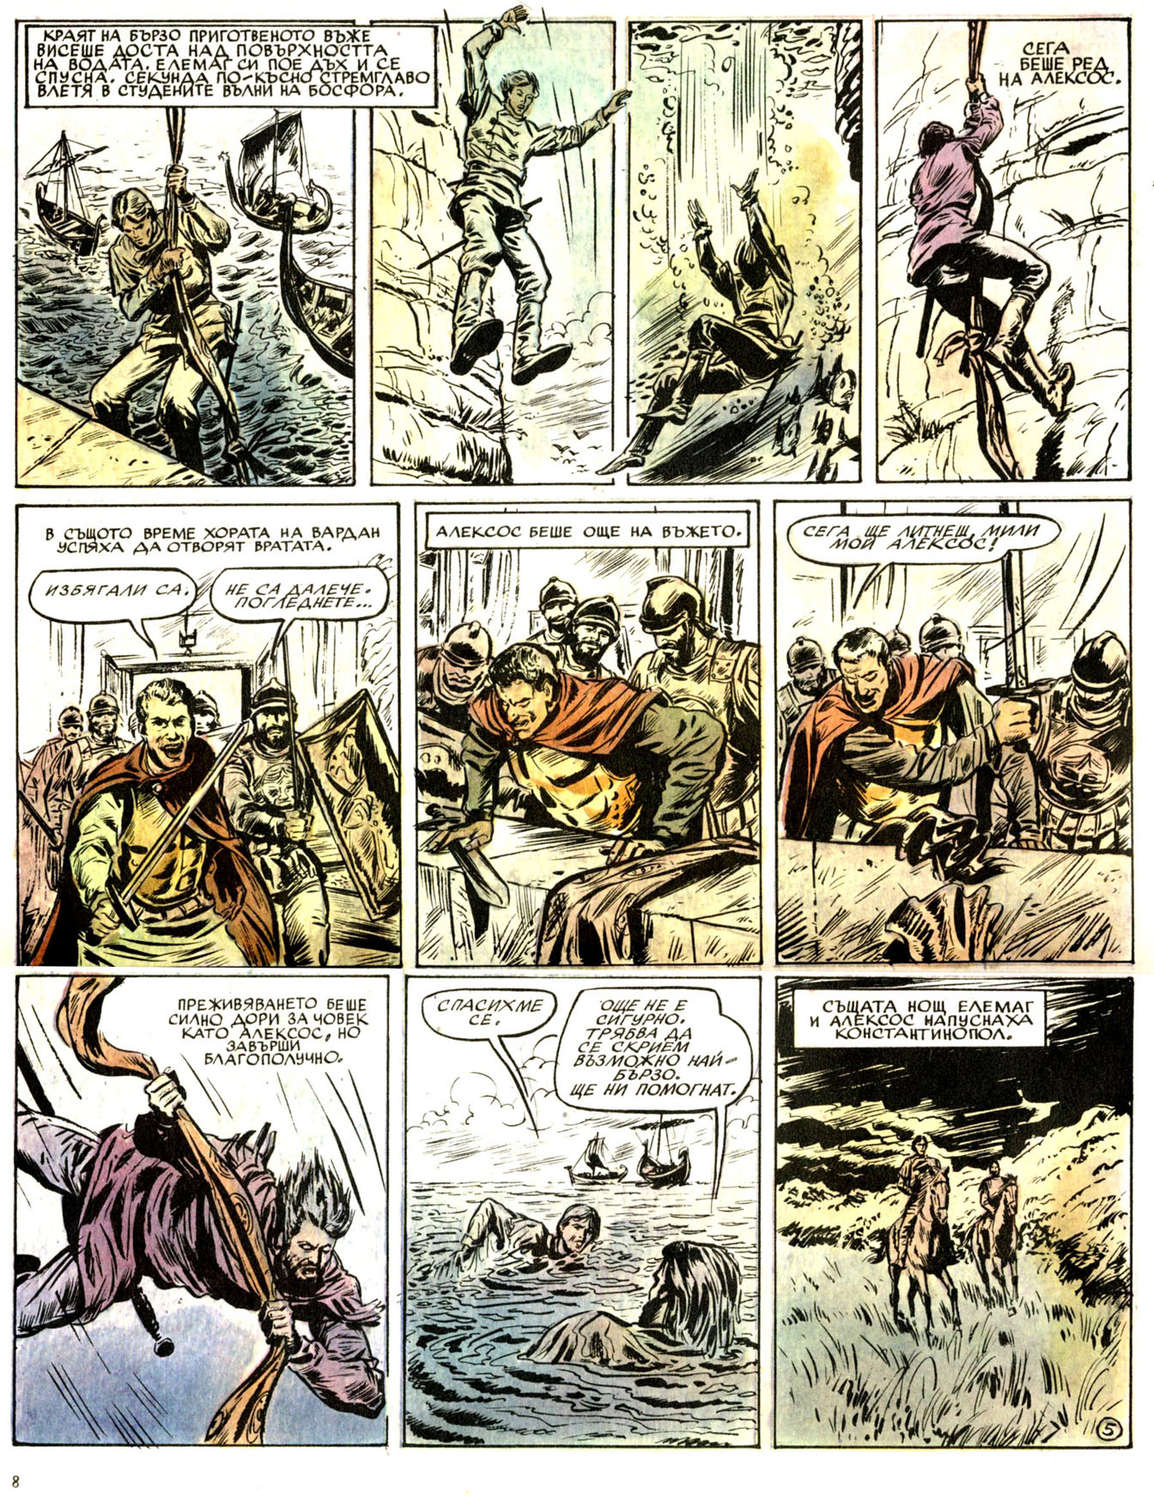 КРАЯТ НА БЪРЗО ПРИГОТВЕНОТО ВЪЖЕ
ВИСЕШЕ ДОСТА НАД ПОВЪРХНОСТТА
НА ВОДАТА. ЕЛЕМАГ СИ ПОЕ ДЪХ И СЕ
СПУСНА. СЕКУНДА ПО-КЪСНО СТРЕМГЛАВО
ВЛЕТЯ В СТУДЕНИТЕ ВЪЛНИ НА БОСФОРА.
СЕГА
БЕШЕ РЕД
НА АЛЕКСОС.
В СЪЩОТО ВРЕМЕ ХОРАТА НА ВАРДАН
УСПЯХА ДА ОТВОРЯТ ВРАТАТА.
ИЗБЯГАЛИ СА.
НЕ СА ДАЛЕЧЕ.
ПОГЛЕДНЕТЕ...
АЛЕКСОС БЕШЕ ОЩЕ НА ВЪЖЕТО.
СЕГА ЩЕ ЛИТНЕШ, МИЛИ
МОЙ АЛЕКСОС!
ПРЕЖИВЯВАНЕТО БЕШЕ
СИЛНО ДОРИ ЗА ЧОВЕК
КАТО АЛЕКСОС, НО
ЗАВЪРШИ
БЛАГОПОЛУЧНО.
СПАСИХМЕ
СЕ.
ОЩЕ НЕ Е
СИГУРНО.
ТРЯБВА ДА
СЕ СКРИЕМ
ВЪЗМОЖНО НАЙ-
БЪРЗО.
ЩЕ НИ ПОМОГНАТ.
СЪЩАТА НОЩ ЕЛЕМАГ
И АЛЕКСОС НАПУСНАХА
КОНСТАНТИНОПОЛ.
5
8